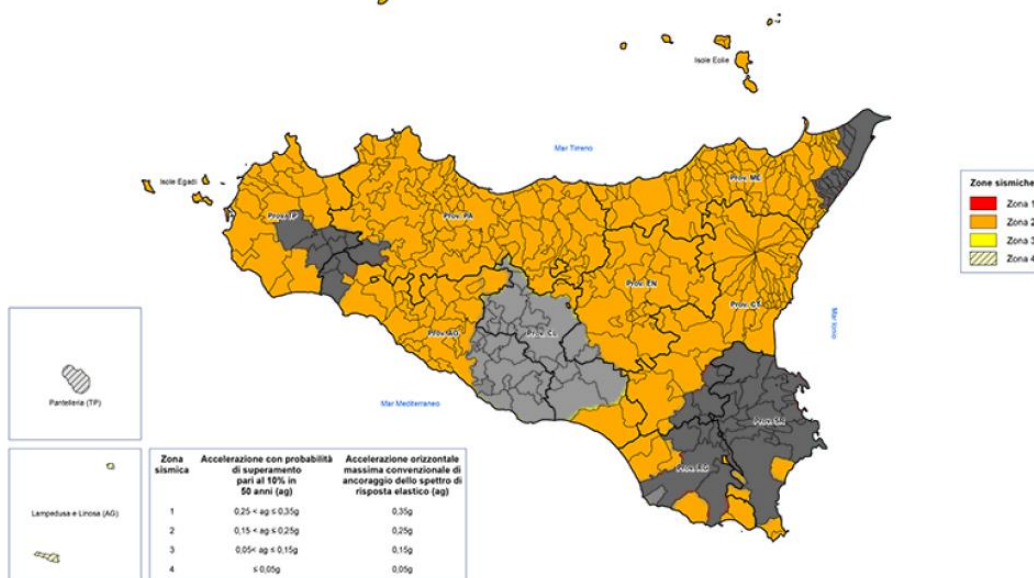 Isole Eolie
Mar Tirreno
Isole Egadi
Prov. ME
Prov. PA
Prov. EN
Prov. CT
Prov. AG
Prov. CL
Mar Ionio
Mar Mediterraneo
Prov. SR
Prov. RG
Zone sismiche
Zona 1
Zona 2
Zona 3
Zona 4
Pantelleria (TP)
Lampedusa e Linosa (AG)
Zona sismica
Accelerazione con probabilità di superamento pari al 10% in 50 anni (ag)
Accelerazione orizzontale massima convenzionale di ancoraggio dello spettro di risposta elastico (ag)
1 0,25 < ag ≤ 0,35g 0,35g
2 0,15 < ag ≤ 0,25g 0,25g
3 0,05< ag ≤ 0,15g 0,15g
4 ≤ 0,05g 0,05g